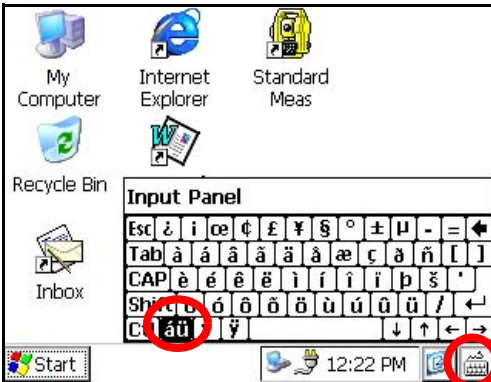 My Computer
Internet Explorer
Standard Meas
Recycle Bin
Inbox
Input Panel
Esc ¿ ¡ œ ¢ £ ¥ § ° ± µ - =
Tab à á â ã ä å æ ç ð ñ [ ]
CAP è é ê ë ì í î ï þ š '
Shift ó ô õ ö ù ú û ü /
áü ÿ
Start
12:22 PM